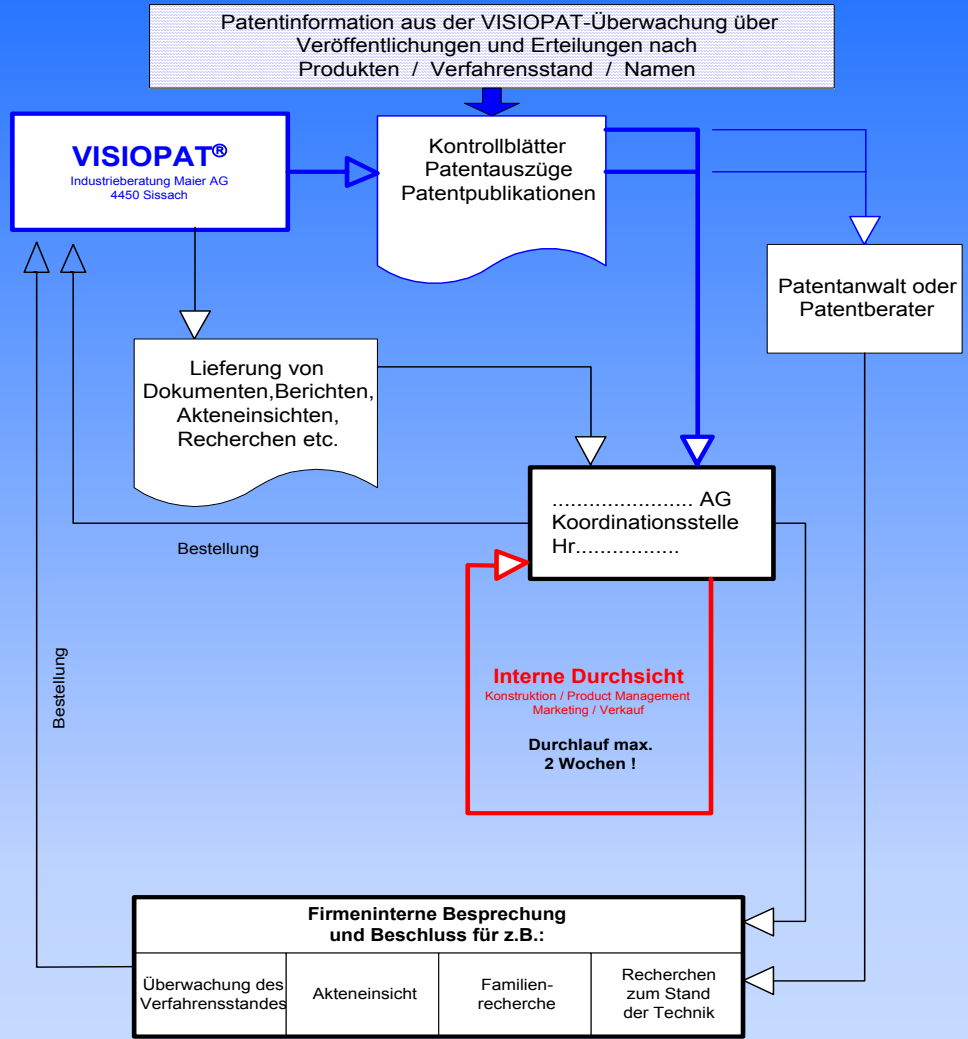 Patentinformation aus der VISIOPAT-Überwachung über
Veröffentlichungen und Erteilungen nach
Produkten / Verfahrensstand / Namen
VISIOPAT®
Industrieberatung Maier AG
4450 Sissach
Kontrollblätter
Patentauszüge
Patentpublikationen
Patentanwalt oder
Patentberater
Lieferung von
Dokumenten,Berichten,
Akteneinsichten,
Recherchen etc.
....................... AG
Koordinationsstelle
Hr.................
Bestellung
Bestellung
Interne Durchsicht
Konstruktion / Product Management
Marketing / Verkauf
Durchlauf max.
2 Wochen !
Firmeninterne Besprechung
und Beschluss für z.B.:
Überwachung des
Verfahrensstandes
Akteneinsicht
Familien-
recherche
Recherchen
zum Stand
der Technik